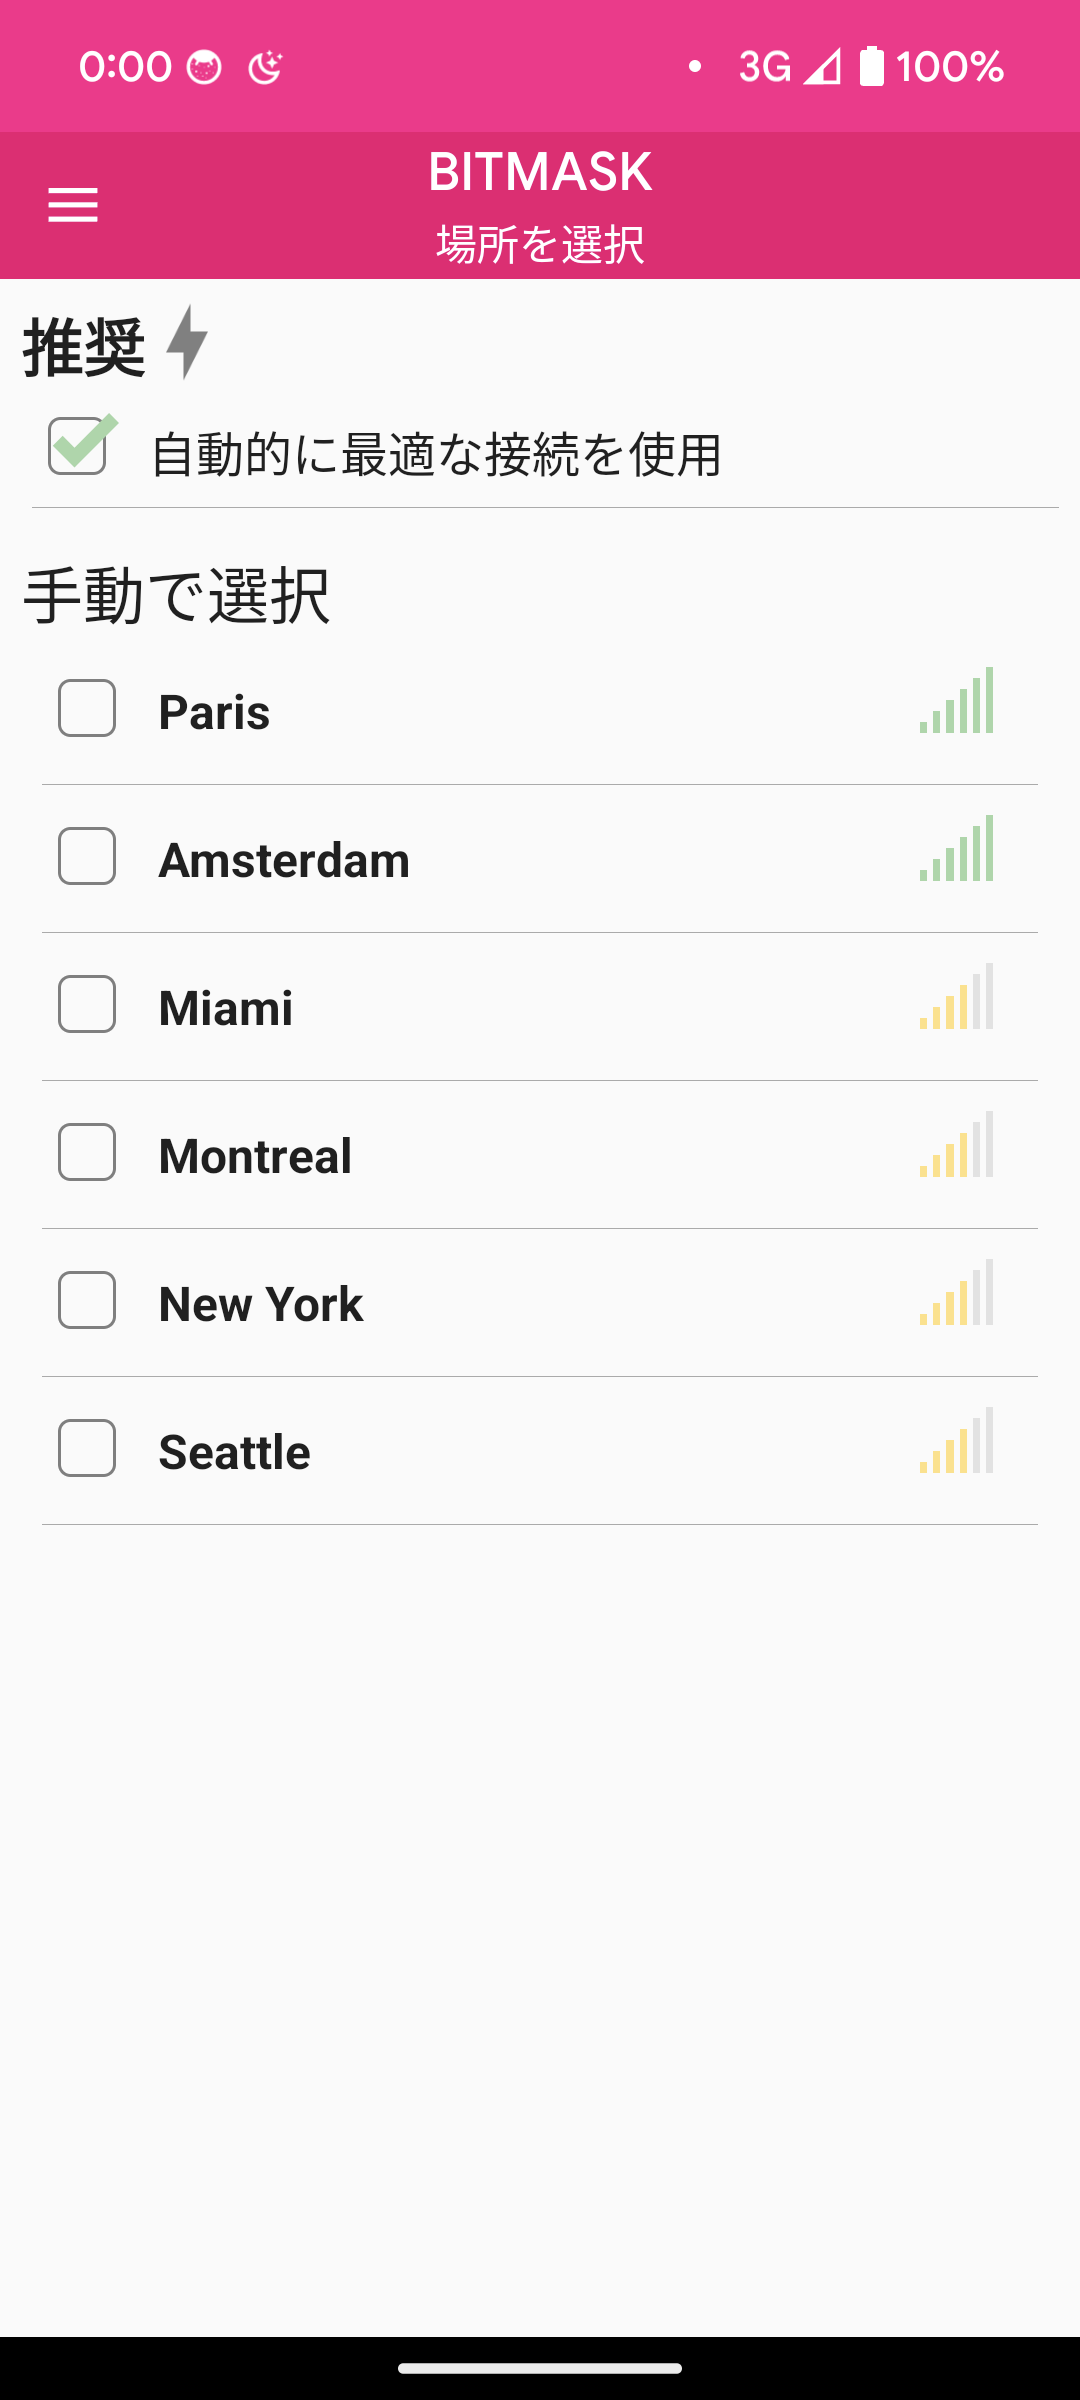 0:00 3G 100%
BITMASK
場所を選択
推奨
自動的に最適な接続を使用
手動で選択
Paris
Amsterdam
Miami
Montreal
New York
Seattle